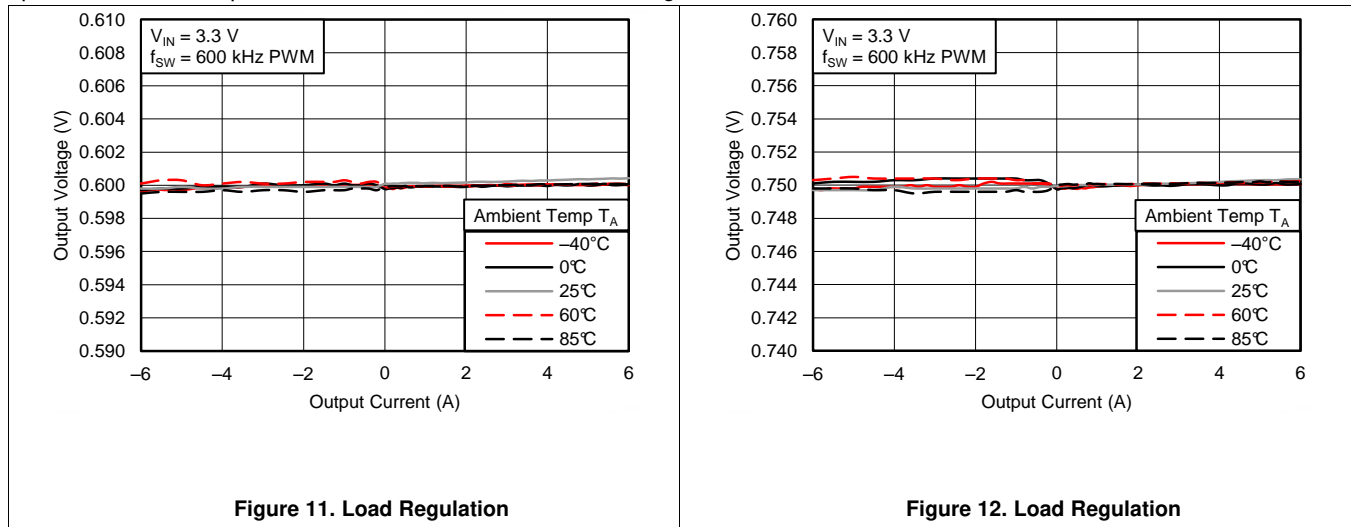 0.610
0.608
0.606
0.604
0.602
0.600
0.598
0.596
0.594
0.592
0.590
Output Voltage (V)
V_IN = 3.3 V
f_SW = 600 kHz PWM
Ambient Temp T_A
–40°C
0°C
25°C
60°C
85°C
–6 –4 –2 0 2 4 6
Output Current (A)
Figure 11. Load Regulation
0.760
0.758
0.756
0.754
0.752
0.750
0.748
0.746
0.744
0.742
0.740
Output Voltage (V)
V_IN = 3.3 V
f_SW = 600 kHz PWM
Ambient Temp T_A
–40°C
0°C
25°C
60°C
85°C
–6 –4 –2 0 2 4 6
Output Current (A)
Figure 12. Load Regulation